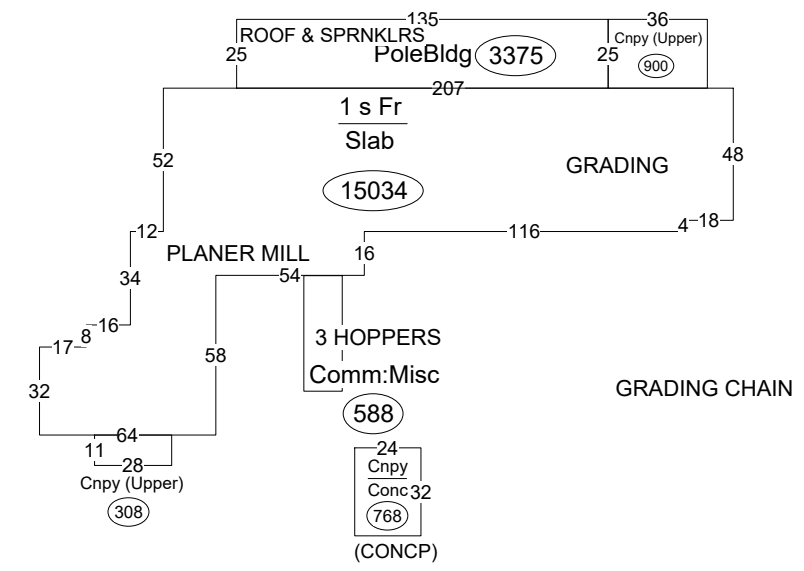 135
36
ROOF & SPRNKLRS
Cnpy (Upper)
25
PoleBldg
3375
25
900
207
1 s Fr
Slab
52
48
GRADING
15034
12
116
4
18
PLANER MILL
16
54
34
16
8
17
3 HOPPERS
58
Comm:Misc
32
GRADING CHAIN
588
64
11
24
28
Cnpy
Cnpy (Upper)
Conc
32
308
768
(CONCP)